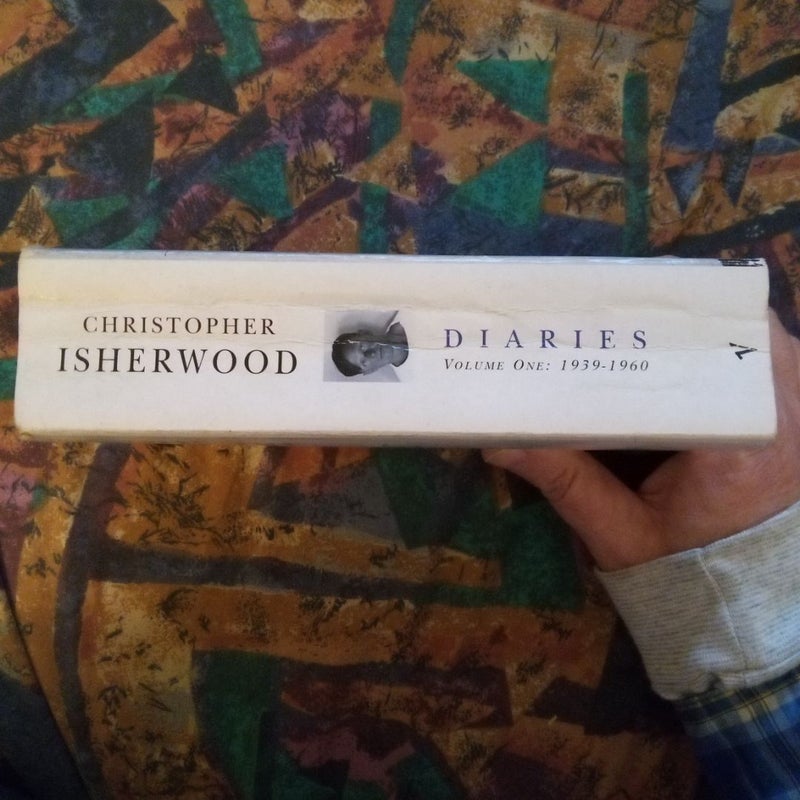 CHRISTOPHER
ISHERWOOD
DIARIES
VOLUME ONE: 1939-1960